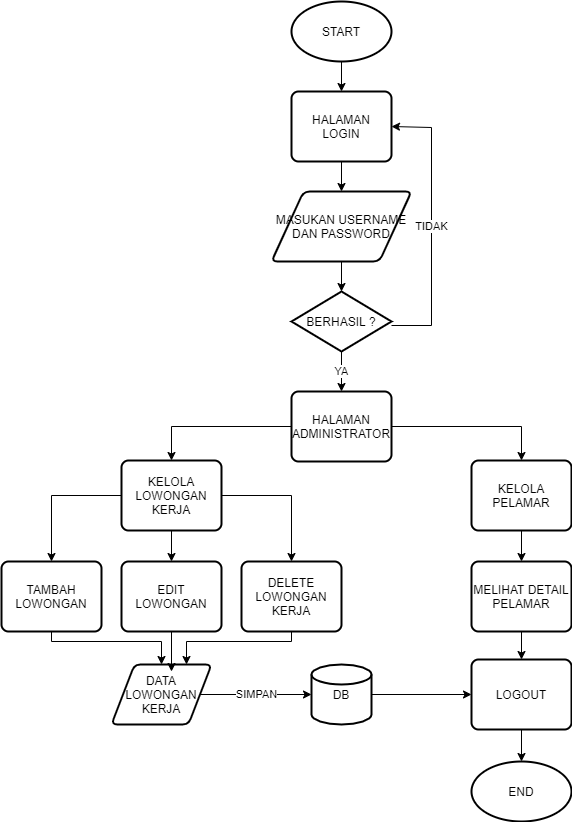 START
HALAMAN
LOGIN
MASUKAN USERNAME
DAN PASSWORD
TIDAK
BERHASIL ?
YA
HALAMAN
ADMINISTRATOR
KELOLA
LOWONGAN
KERJA
KELOLA
PELAMAR
TAMBAH
LOWONGAN
EDIT
LOWONGAN
DELETE
LOWONGAN
KERJA
MELIHAT DETAIL
PELAMAR
DATA
LOWONGAN
KERJA
SIMPAN
DB
LOGOUT
END